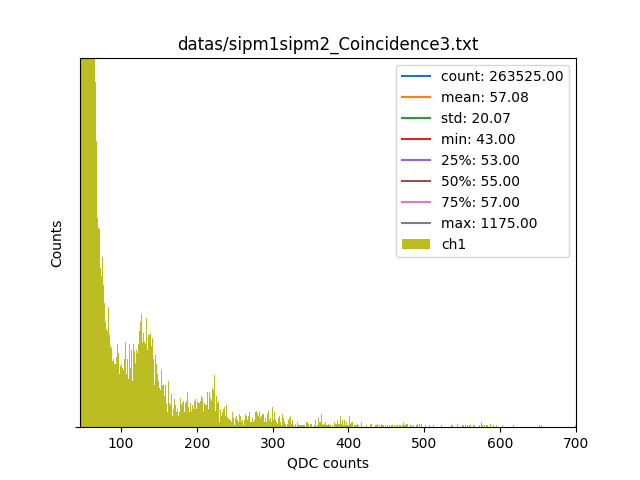 datas/sipm1sipm2_Coincidence3.txt
count: 263525.00
mean: 57.08
std: 20.07
min: 43.00
25%: 53.00
50%: 55.00
75%: 57.00
max: 1175.00
ch1
Counts
100 200 300 400 500 600 700
QDC counts